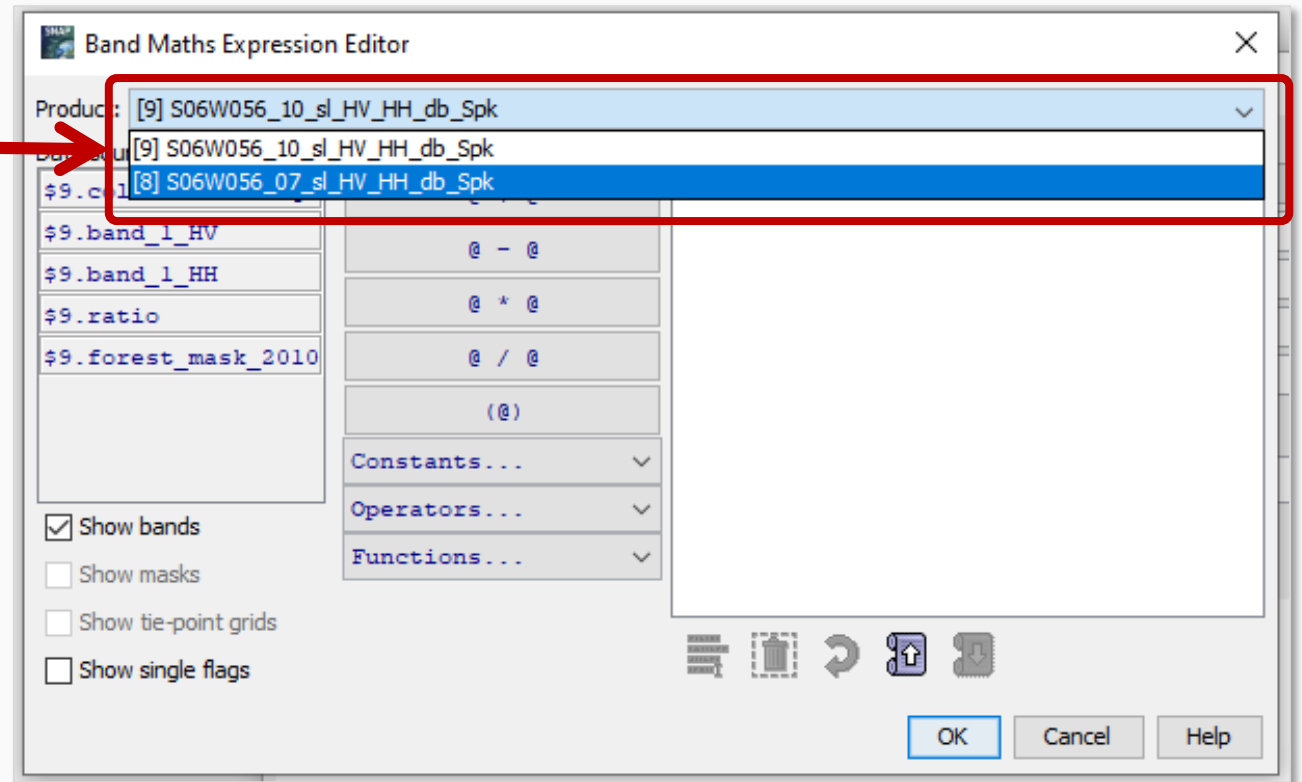 SNAP
Band Maths Expression Editor
Product: [9] S06W056_10_sl_HV_HH_db_Spk
[9] S06W056_10_sl_HV_HH_db_Spk
[8] S06W056_07_sl_HV_HH_db_Spk
$9.band_1_HV
$9.band_1_HH
$9.ratio
$9.forest_mask_2010
@ - @
@ * @
@ / @
(@)
Constants...
Operators...
Functions...
Show bands
Show masks
Show tie-point grids
Show single flags
OK
Cancel
Help